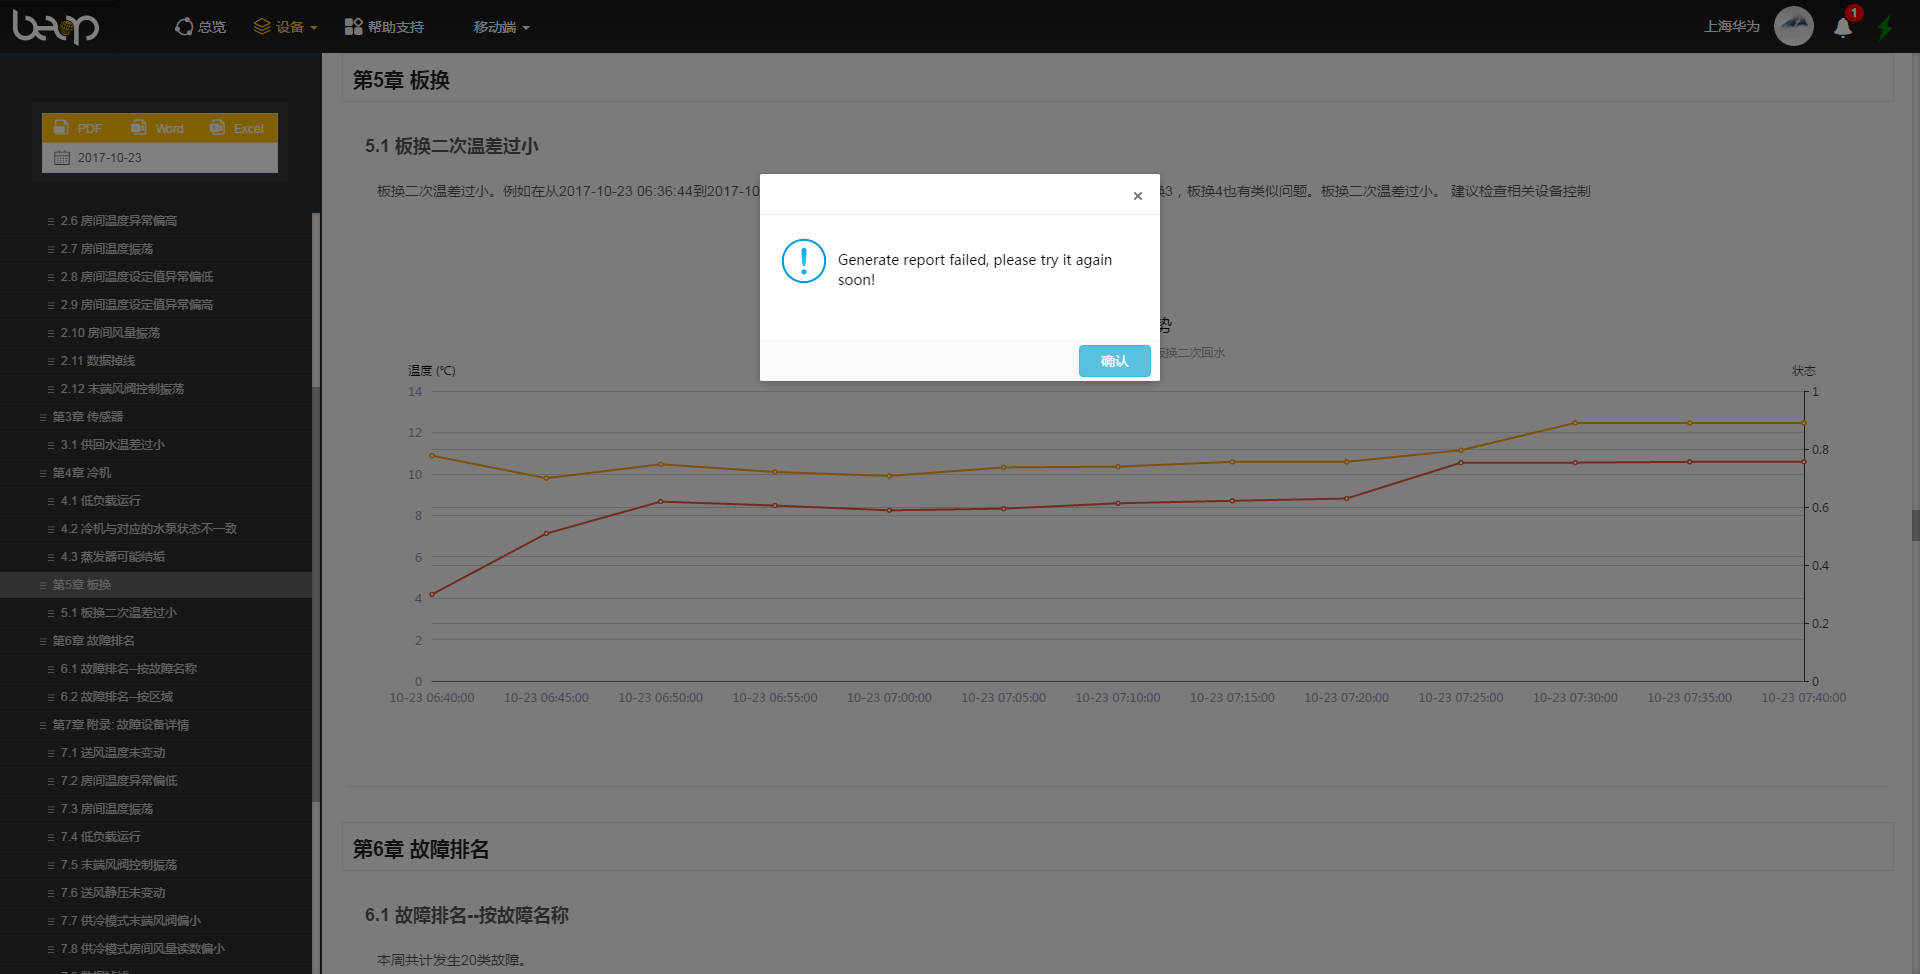 beop
总览
设备
帮助支持
移动端
上海华为
1
PDF Word Excel
2017-10-23
2.6 房间温度异常偏高
2.7 房间温度振荡
2.8 房间温度设定值异常偏低
2.9 房间温度设定值异常偏高
2.10 房间风量振荡
2.11 数据掉线
2.12 末端风阀控制振荡
第3章 传感器
3.1 供回水温差过小
第4章 冷机
4.1 低负载运行
4.2 冷机与对应的水泵状态不一致
4.3 蒸发器可能结垢
第5章 板换
5.1 板换二次温差过小
第6章 故障排名
6.1 故障排名--按故障名称
6.2 故障排名--按区域
第7章 附录: 故障设备详情
7.1 送风温度未变动
7.2 房间温度异常偏低
7.3 房间温度振荡
7.4 低负载运行
7.5 末端风阀控制振荡
7.6 送风静压未变动
7.7 供冷模式末端风阀偏小
7.8 供冷模式房间风量读数偏小
第5章 板换
5.1 板换二次温差过小
板换二次温差过小。例如在从2017-10-23 06:36:44到2017-10
换3，板换4也有类似问题。板换二次温差过小。 建议检查相关设备控制
×
Generate report failed, please try it again
soon!
确认
势
板换二次回水
温度 (℃)
状态
14
12
10
8
6
4
2
0
1
0.8
0.6
0.4
0.2
0
10-23 06:40:00 10-23 06:45:00 10-23 06:50:00 10-23 06:55:00 10-23 07:00:00 10-23 07:05:00 10-23 07:10:00 10-23 07:15:00 10-23 07:20:00 10-23 07:25:00 10-23 07:30:00 10-23 07:35:00 10-23 07:40:00
第6章 故障排名
6.1 故障排名--按故障名称
本周共计发生20类故障。